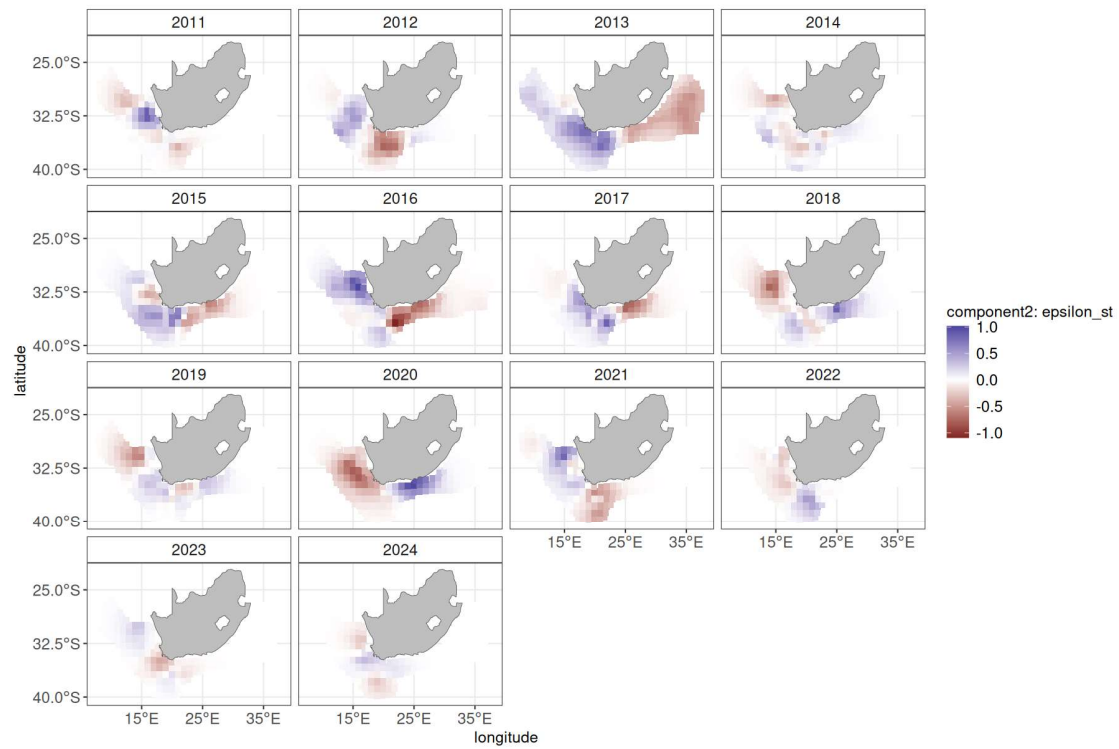 2011 2012 2013 2014
25.0°S
32.5°S
40.0°S
2015 2016 2017 2018
25.0°S
32.5°S
40.0°S
2019 2020 2021 2022
25.0°S
32.5°S
40.0°S
15°E 25°E 35°E 15°E 25°E 35°E
2023 2024
25.0°S
32.5°S
40.0°S
15°E 25°E 35°E 15°E 25°E 35°E
longitude
latitude
component2: epsilon_st
1.0
0.5
0.0
-0.5
-1.0